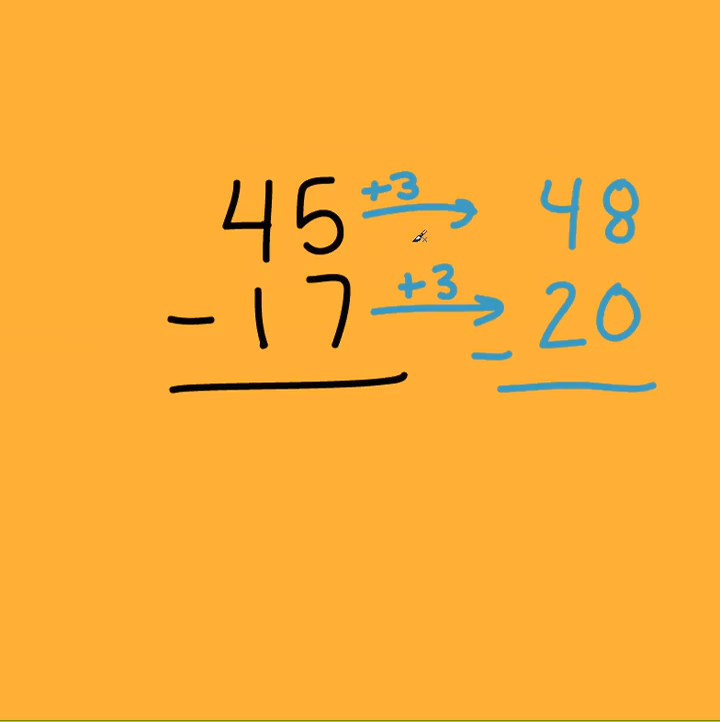 45 +3 → 48
- 17 +3 → - 20